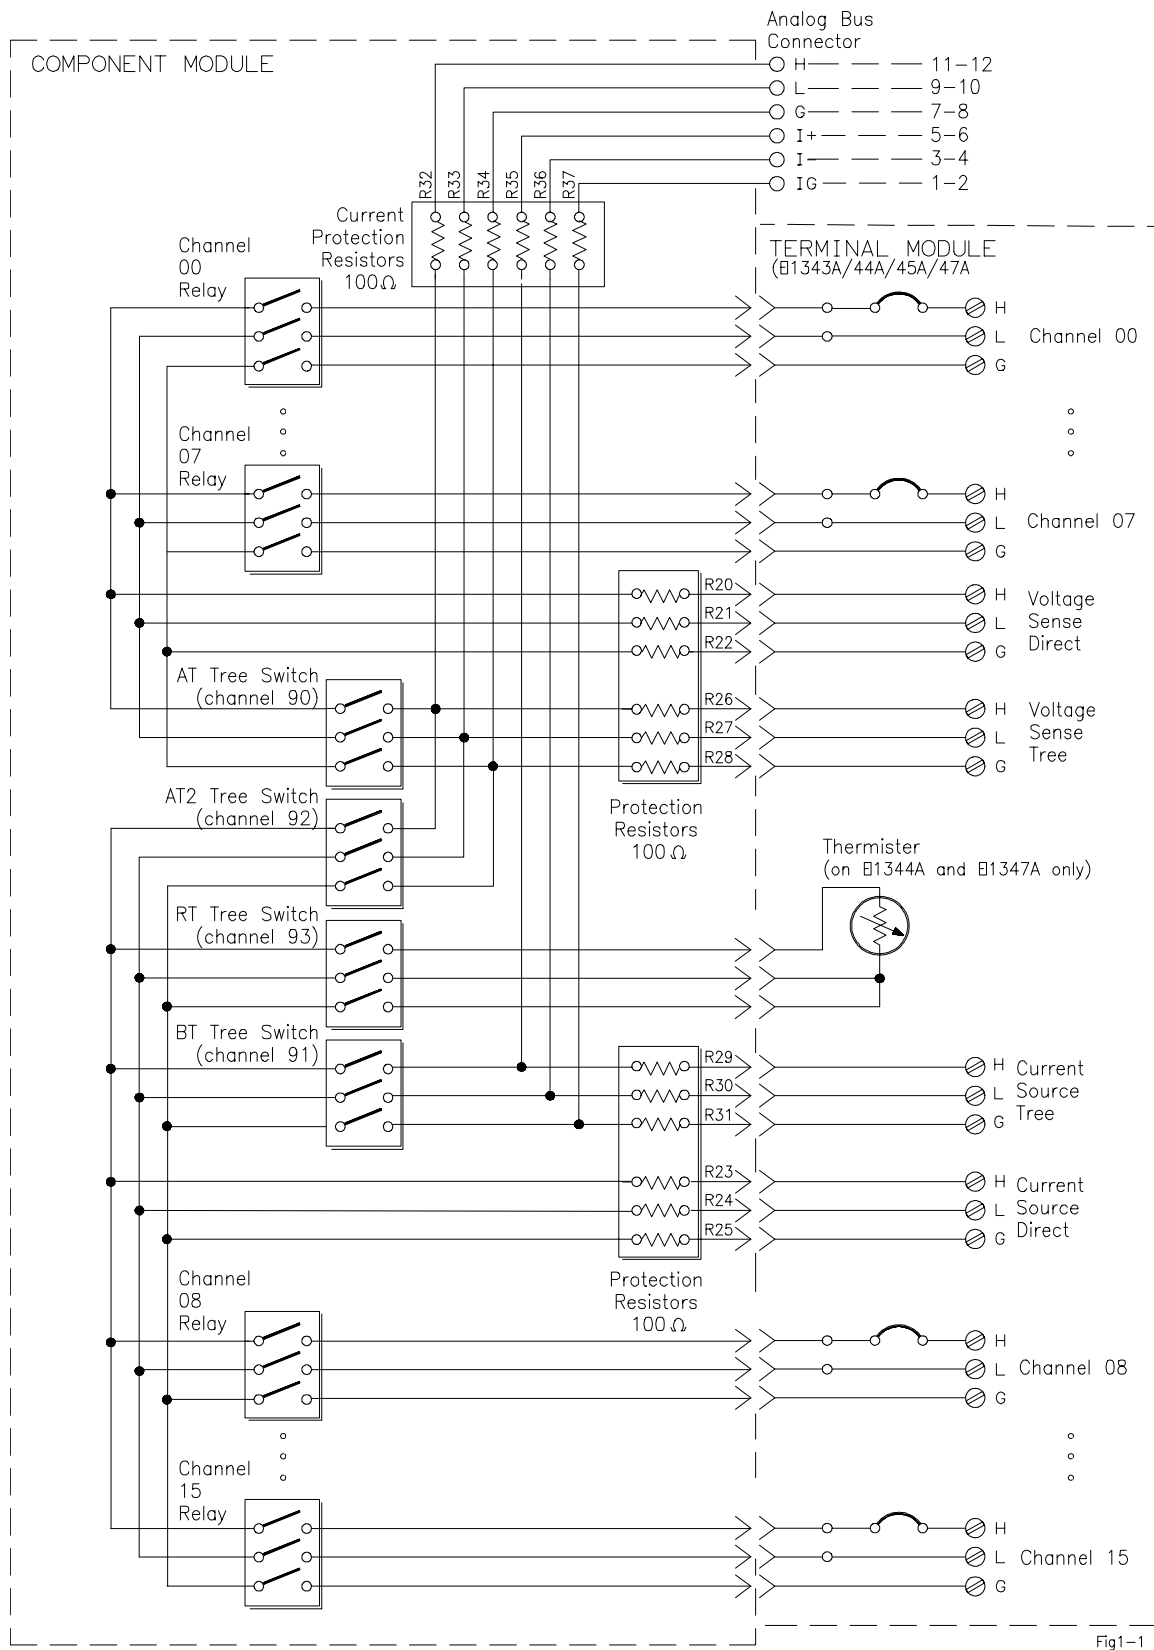 Analog Bus
Connector
COMPONENT MODULE
H 11-12
L 9-10
G 7-8
I+ 5-6
I- 3-4
IG 1-2
R32
R33
R34
R35
R36
R37
Current
Protection
Resistors
100Ω
Channel
00
Relay
TERMINAL MODULE
(E1343A/44A/45A/47A
H
L Channel 00
G
Channel
07
Relay
H
L Channel 07
G
R20
R21
R22
H
L
G
Voltage
Sense
Direct
AT Tree Switch
(channel 90)
R26
R27
R28
H
L
G
Voltage
Sense
Tree
AT2 Tree Switch
(channel 92)
Protection
Resistors
100Ω
Thermister
(on E1344A and E1347A only)
RT Tree Switch
(channel 93)
BT Tree Switch
(channel 91)
R29
R30
R31
H
L
G
Current
Source
Tree
R23
R24
R25
H
L
G
Current
Source
Direct
Channel
08
Relay
Protection
Resistors
100Ω
H
L Channel 08
G
Channel
15
Relay
H
L Channel 15
G
Fig1-1